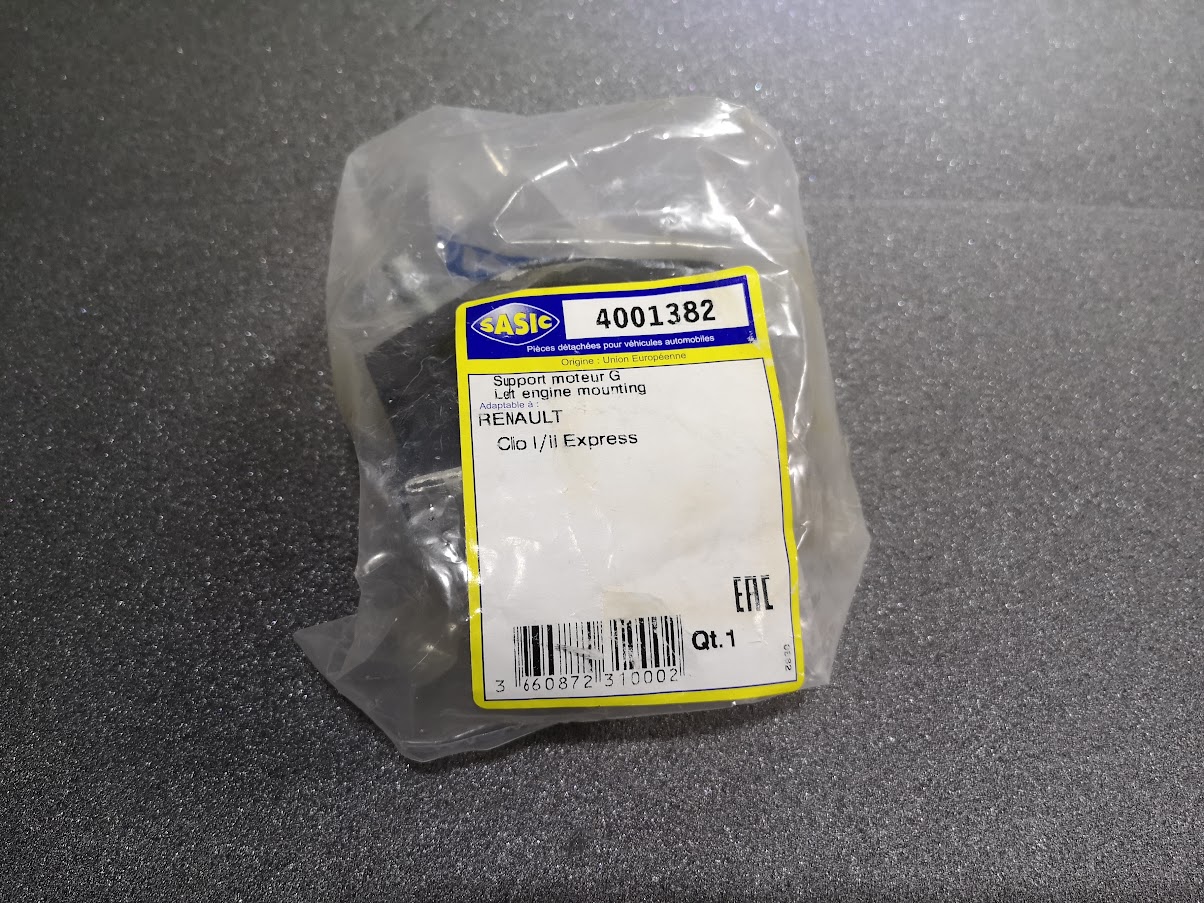 SASIC
4001382
Pièces détachées pour véhicules automobiles
Origine : Union Européenne
Support moteur G
Left engine mounting
Adaptable à :
RENAULT
Clio I/II Express
EAC
Qt.1
3 660872 310002